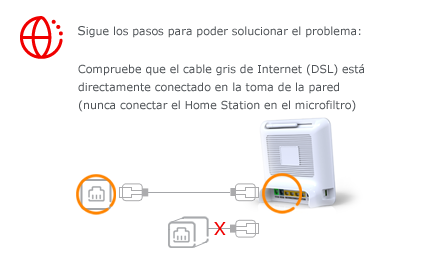 Sigue los pasos para poder solucionar el problema:
Compruebe que el cable gris de Internet (DSL) está
directamente conectado en la toma de la pared
(nunca conectar el Home Station en el microfiltro)
X